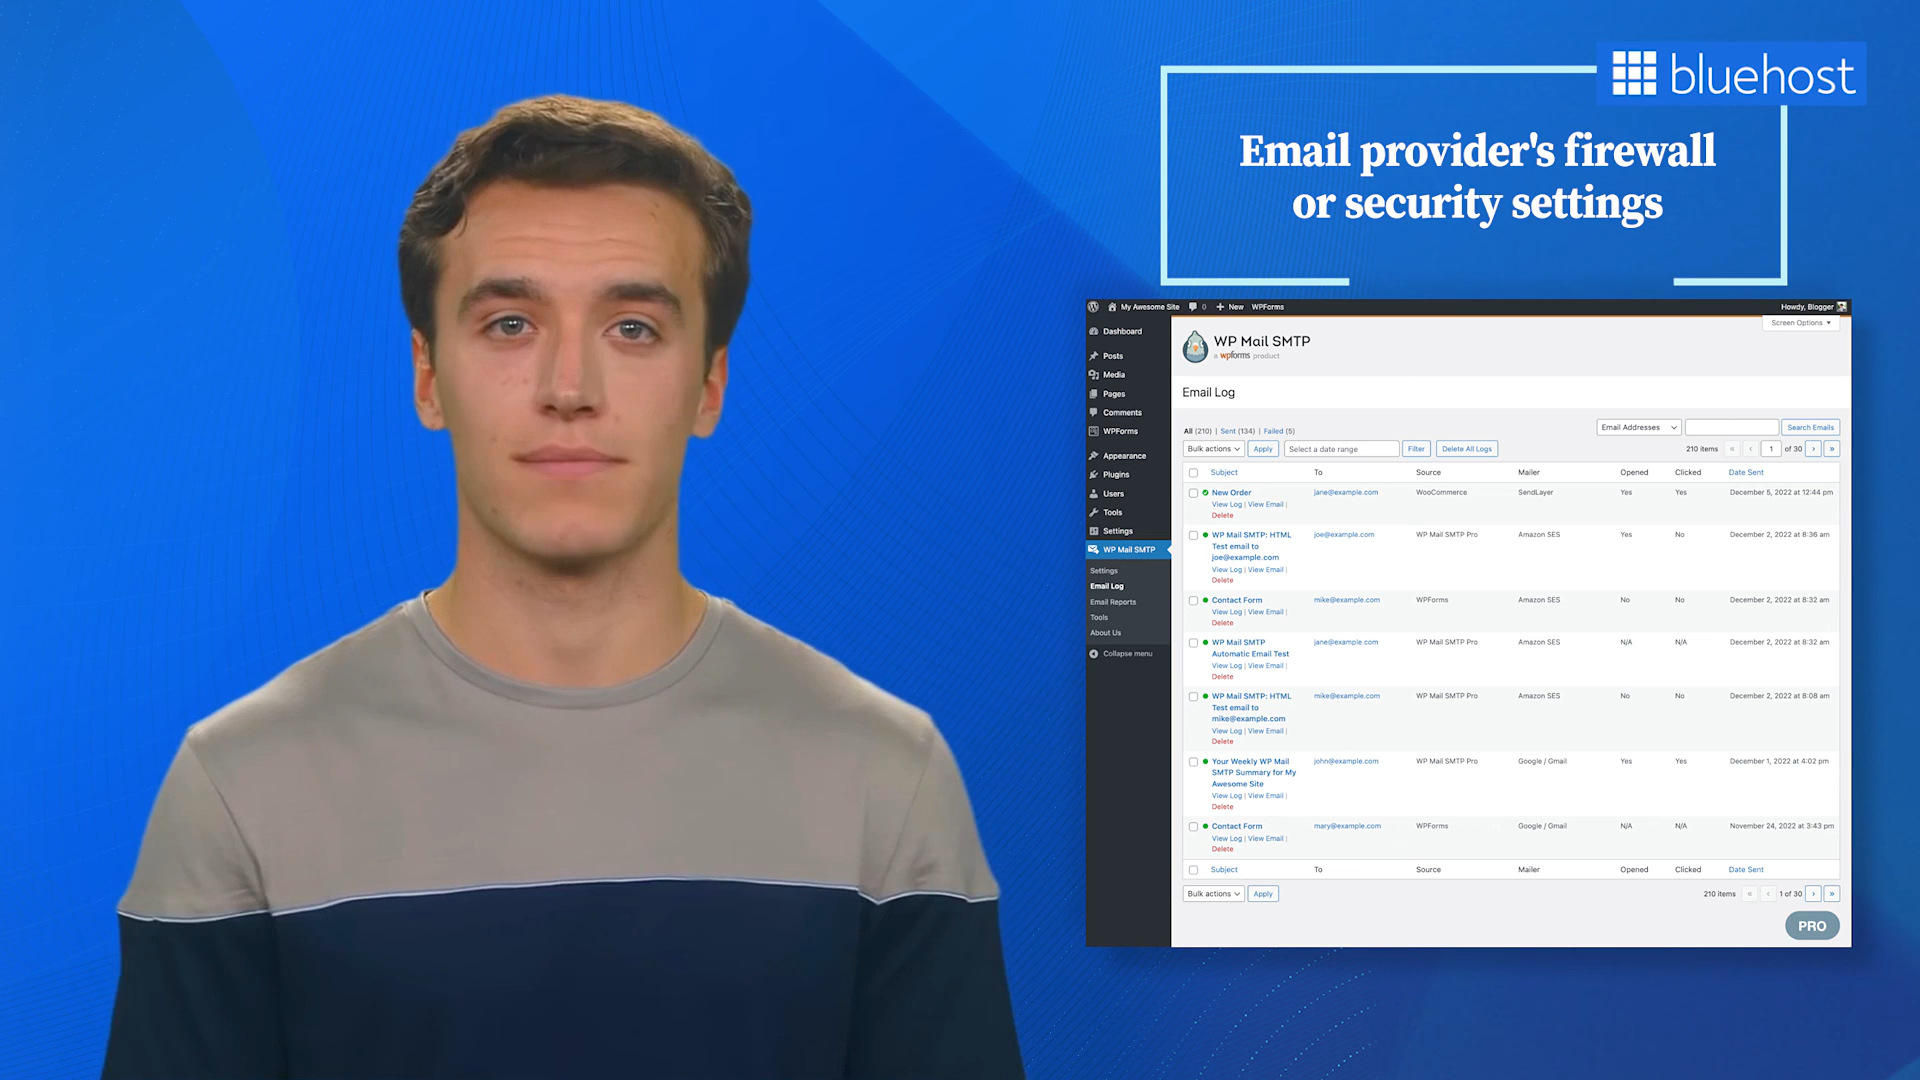 bluehost
Email provider's firewall
or security settings
My Awesome Site 0 New WPForms Howdy, Blogger
Screen Options
Dashboard
Posts
Media
Pages
Comments
WPForms
Appearance
Plugins
Users
Tools
Settings
WP Mail SMTP
Settings
Email Log
Email Reports
Tools
About Us
Collapse menu
WP Mail SMTP
a wpforms product
Email Log
All (210) | Sent (134) | Failed (5)
Email Addresses Search Emails
Bulk actions Apply Select a date range Filter Delete All Logs 210 items « ‹ 1 of 30 › »
Subject To Source Mailer Opened Clicked Date Sent
New Order jane@example.com WooCommerce SendLayer Yes Yes December 5, 2022 at 12:44 pm
View Log | View Email |
Delete
WP Mail SMTP: HTML joe@example.com WP Mail SMTP Pro Amazon SES Yes No December 2, 2022 at 8:36 am
Test email to
joe@example.com
View Log | View Email |
Delete
Contact Form mike@example.com WPForms Amazon SES No No December 2, 2022 at 8:32 am
View Log | View Email |
Delete
WP Mail SMTP jane@example.com WP Mail SMTP Pro Amazon SES N/A N/A December 2, 2022 at 8:32 am
Automatic Email Test
View Log | View Email |
Delete
WP Mail SMTP: HTML mike@example.com WP Mail SMTP Pro Amazon SES No No December 2, 2022 at 8:08 am
Test email to
mike@example.com
View Log | View Email |
Delete
Your Weekly WP Mail john@example.com WP Mail SMTP Pro Google / Gmail Yes Yes December 1, 2022 at 4:02 pm
SMTP Summary for My
Awesome Site
View Log | View Email |
Delete
Contact Form mary@example.com WPForms Google / Gmail N/A N/A November 24, 2022 at 3:43 pm
View Log | View Email |
Delete
Subject To Source Mailer Opened Clicked Date Sent
Bulk actions Apply 210 items « ‹ 1 of 30 › »
PRO